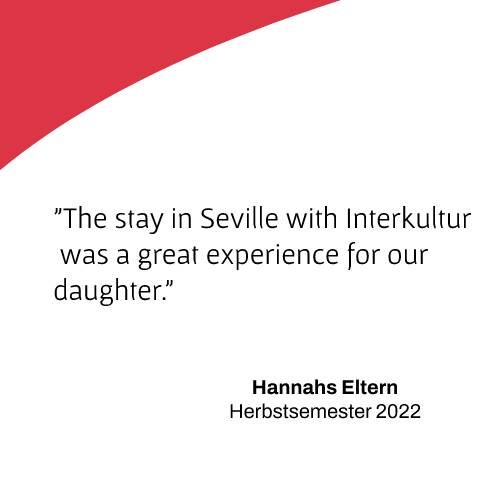 ”The stay in Seville with Interkultur
was a great experience for our
daughter.”
Hannahs Eltern
Herbstsemester 2022